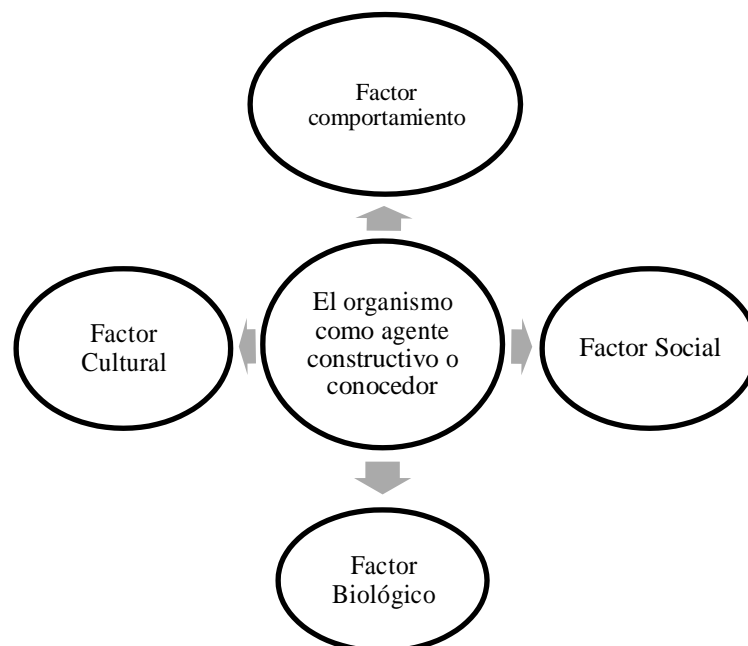 Factor
comportamiento
El organismo
como agente
constructivo o
conocedor
Factor
Cultural
Factor Social
Factor
Biológico